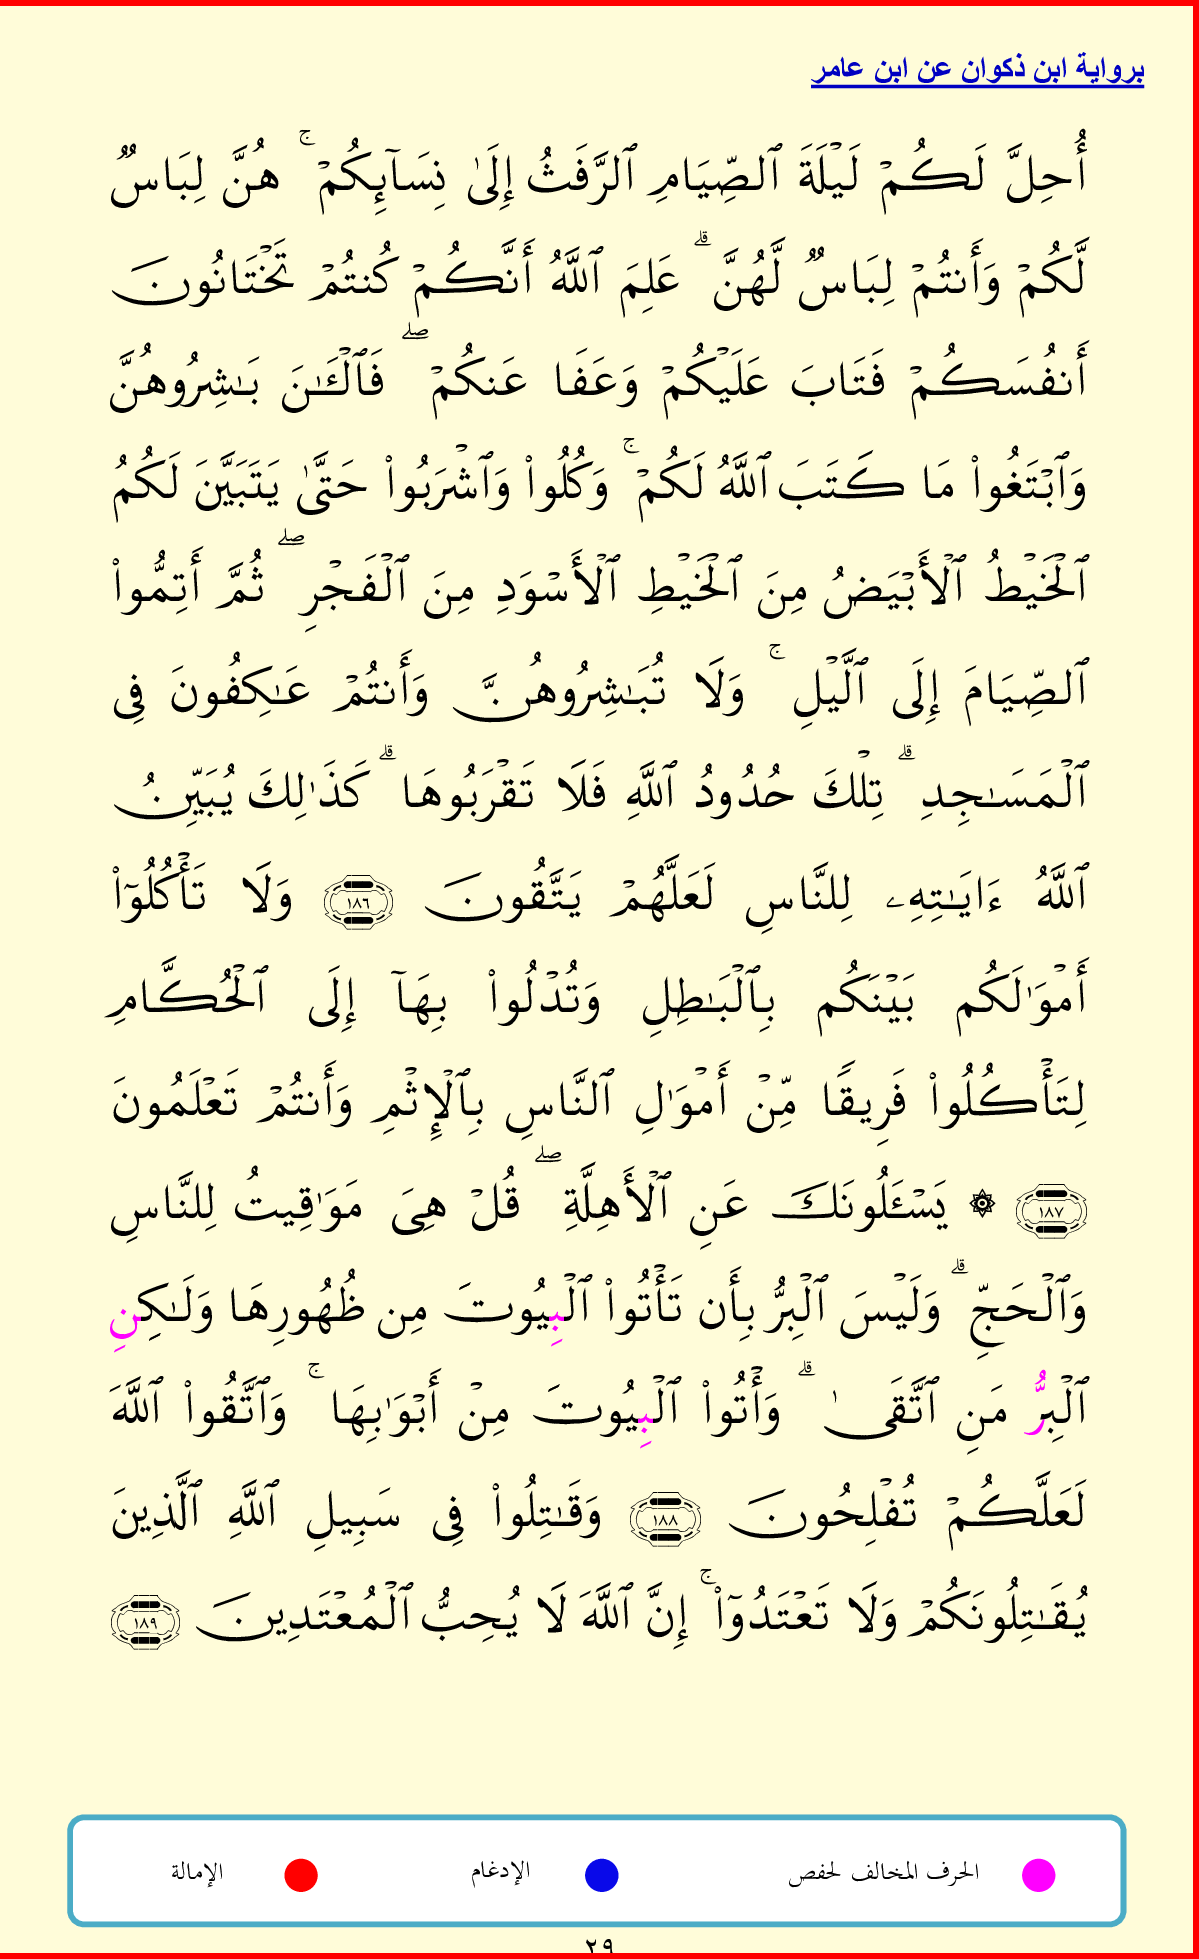 برواية ابن ذكوان عن ابن عامر
أُحِلَّ لَكُمْ لَيْلَةَ ٱلصِّيَامِ ٱلرَّفَثُ إِلَىٰ نِسَآئِكُمْ ۚ هُنَّ لِبَاسٌ
لَّكُمْ وَأَنتُمْ لِبَاسٌ لَّهُنَّ ۗ عَلِمَ ٱللَّهُ أَنَّكُمْ كُنتُمْ تَخْتَانُونَ
أَنفُسَكُمْ فَتَابَ عَلَيْكُمْ وَعَفَا عَنكُمْ ۖ فَٱلْـَٰٔنَ بَـٰشِرُوهُنَّ
وَٱبْتَغُوا۟ مَا كَتَبَ ٱللَّهُ لَكُمْ ۚ وَكُلُوا۟ وَٱشْرَبُوا۟ حَتَّىٰ يَتَبَيَّنَ لَكُمُ
ٱلْخَيْطُ ٱلْأَبْيَضُ مِنَ ٱلْخَيْطِ ٱلْأَسْوَدِ مِنَ ٱلْفَجْرِ ۖ ثُمَّ أَتِمُّوا۟
ٱلصِّيَامَ إِلَى ٱلَّيْلِ ۚ وَلَا تُبَـٰشِرُوهُنَّ وَأَنتُمْ عَـٰكِفُونَ فِى
ٱلْمَسَـٰجِدِ ۗ تِلْكَ حُدُودُ ٱللَّهِ فَلَا تَقْرَبُوهَا ۗ كَذَٰلِكَ يُبَيِّنُ
ٱللَّهُ ءَايَـٰتِهِۦ لِلنَّاسِ لَعَلَّهُمْ يَتَّقُونَ ١٨٦ وَلَا تَأْكُلُوٓا۟
أَمْوَٰلَكُم بَيْنَكُم بِٱلْبَـٰطِلِ وَتُدْلُوا۟ بِهَآ إِلَى ٱلْحُكَّامِ
لِتَأْكُلُوا۟ فَرِيقًا مِّنْ أَمْوَٰلِ ٱلنَّاسِ بِٱلْإِثْمِ وَأَنتُمْ تَعْلَمُونَ
١٨٧ ۞ يَسْـَٔلُونَكَ عَنِ ٱلْأَهِلَّةِ ۖ قُلْ هِىَ مَوَٰقِيتُ لِلنَّاسِ
وَٱلْحَجِّ ۗ وَلَيْسَ ٱلْبِرُّ بِأَن تَأْتُوا۟ ٱلْبِيُوتَ مِن ظُهُورِهَا وَلَـٰكِنِ
ٱلْبِرُّ مَنِ ٱتَّقَىٰ ۗ وَأْتُوا۟ ٱلْبِيُوتَ مِنْ أَبْوَٰبِهَا ۚ وَٱتَّقُوا۟ ٱللَّهَ
لَعَلَّكُمْ تُفْلِحُونَ ١٨٨ وَقَـٰتِلُوا۟ فِى سَبِيلِ ٱللَّهِ ٱلَّذِينَ
يُقَـٰتِلُونَكُمْ وَلَا تَعْتَدُوٓا۟ ۚ إِنَّ ٱللَّهَ لَا يُحِبُّ ٱلْمُعْتَدِينَ ١٨٩
الحرف المخالف لحفص الإدغام الإمالة
٢٩